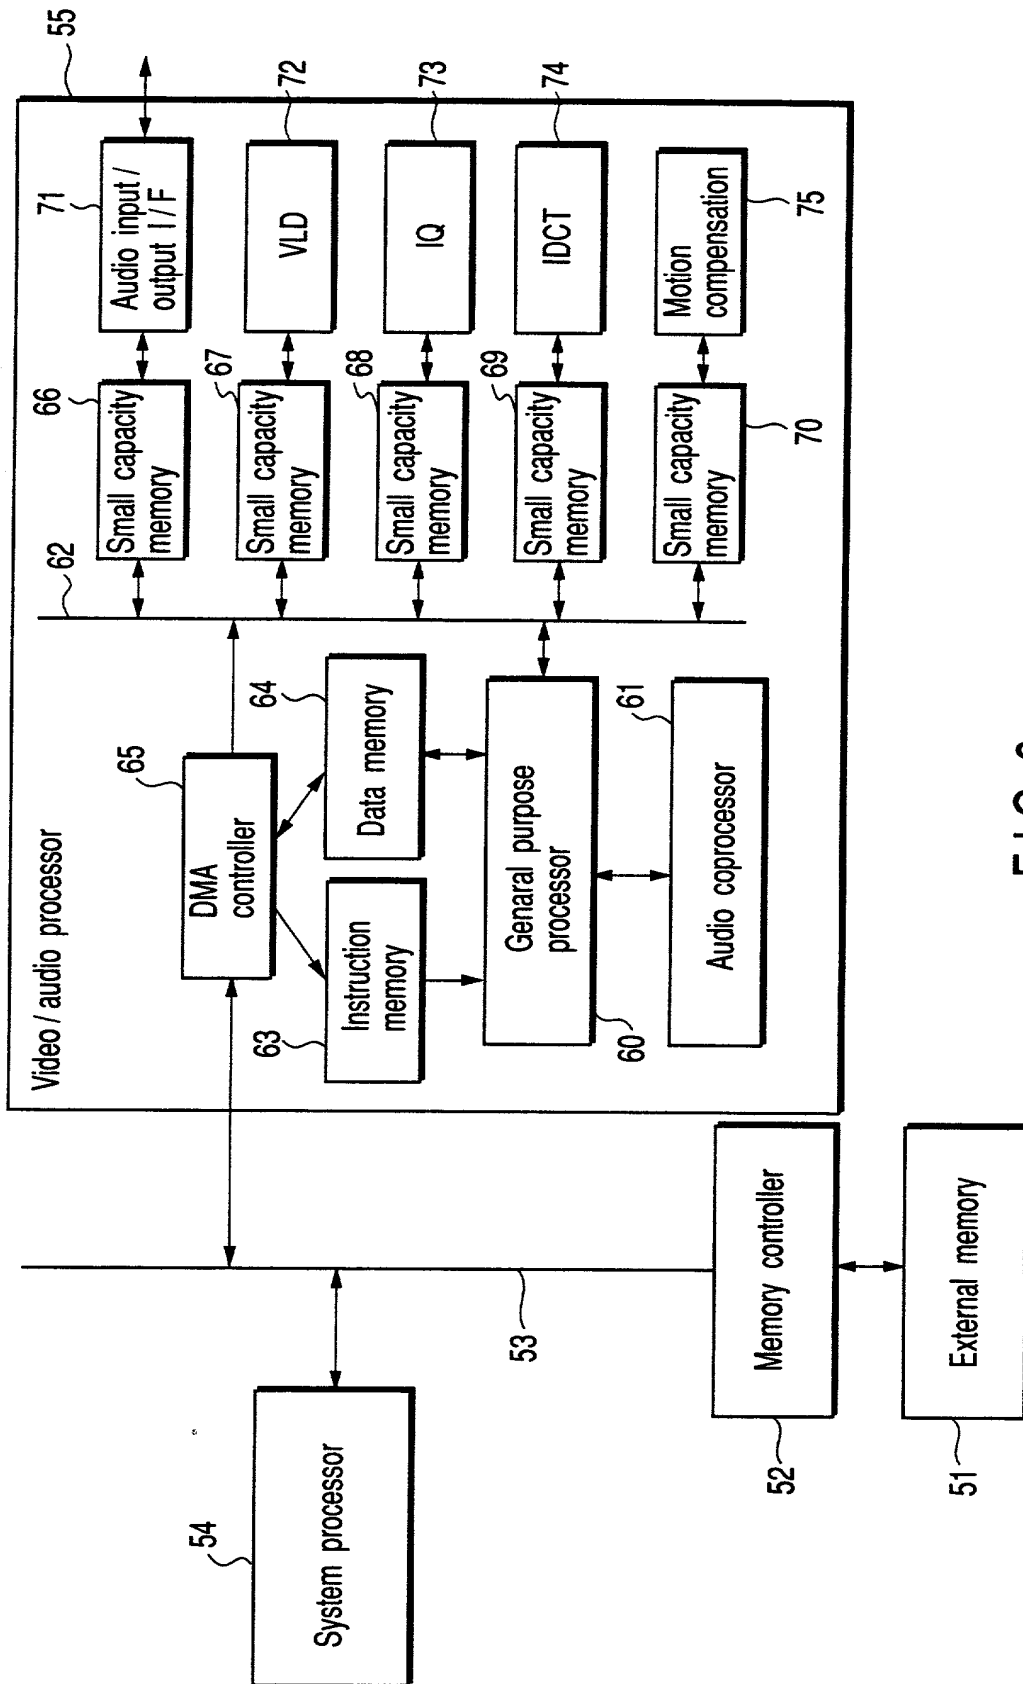 Video / audio processor
55
54
System processor
53
52
Memory controller
51
External memory
65
DMA
controller
62
66
Small capacity
memory
71
Audio input /
output I / F
63
Instruction
memory
64
Data memory
67
Small capacity
memory
72
VLD
68
Small capacity
memory
73
IQ
60
Genaral purpose
processor
69
Small capacity
memory
74
IDCT
61
Audio coprocessor
70
Small capacity
memory
75
Motion
compensation